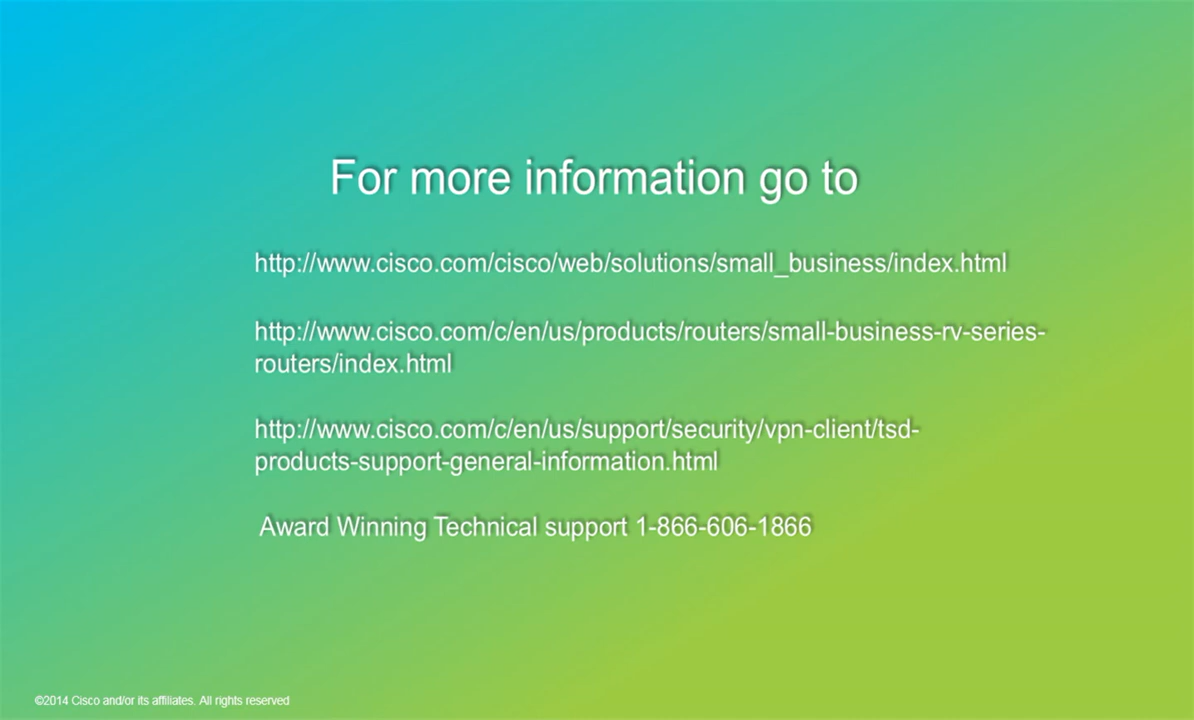 For more information go to
http://www.cisco.com/cisco/web/solutions/small_business/index.html
http://www.cisco.com/c/en/us/products/routers/small-business-rv-series-
routers/index.html
http://www.cisco.com/c/en/us/support/security/vpn-client/tsd-
products-support-general-information.html
Award Winning Technical support 1-866-606-1866
©2014 Cisco and/or its affiliates. All rights reserved